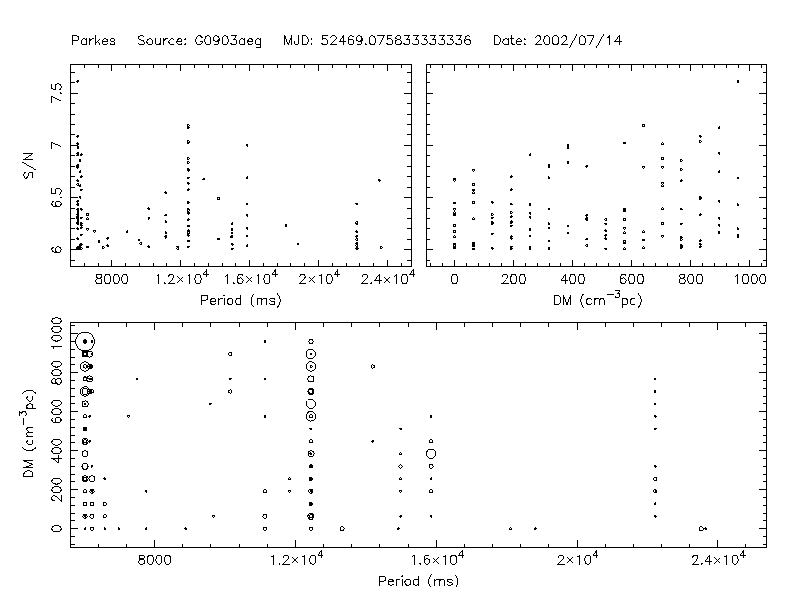 Parkes Source: G0903aeg MJD: 52469.075833333336 Date: 2002/07/14
S/N
7.5
7
6.5
6
8000 1.2×10⁴ 1.6×10⁴ 2×10⁴ 2.4×10⁴
Period (ms)
0 200 400 600 800 1000
DM (cm⁻³pc)
DM (cm⁻³pc)
1000
800
600
400
200
0
8000 1.2×10⁴ 1.6×10⁴ 2×10⁴ 2.4×10⁴
Period (ms)